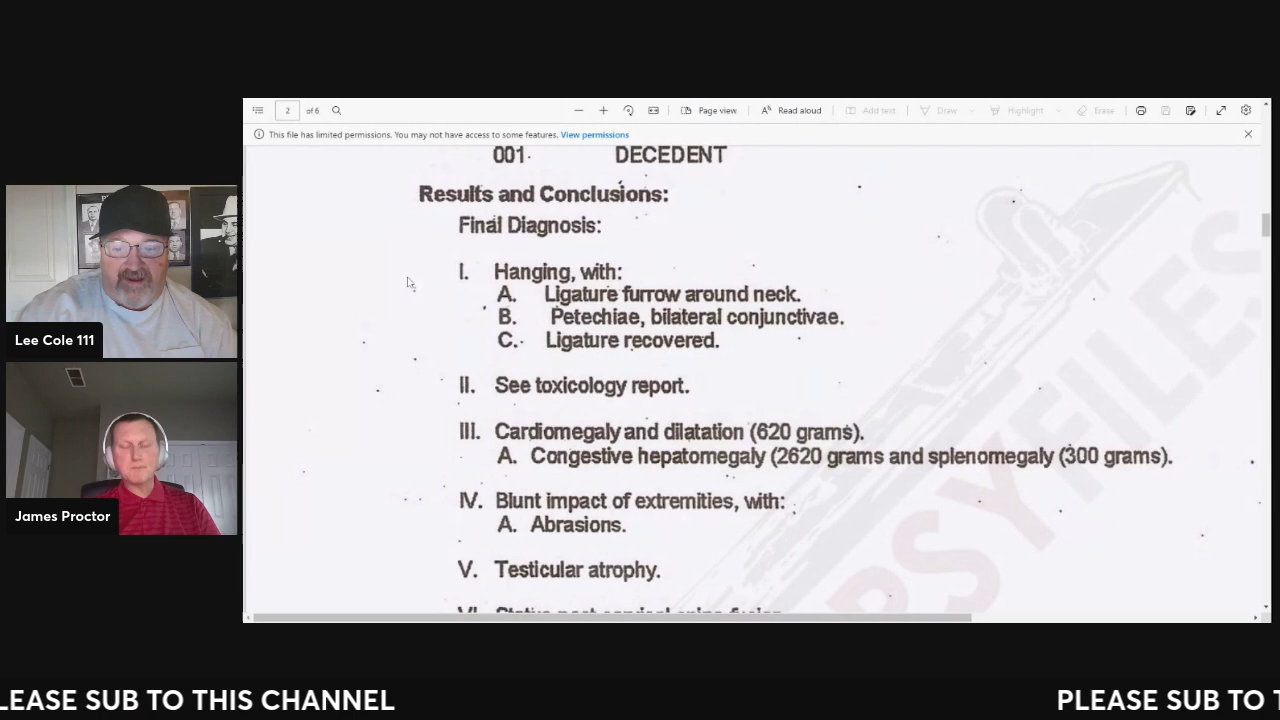 2 of 6
Page view
Read aloud
Add text
Draw
Highlight
Erase
This file has limited permissions. You may not have access to some features. View permissions
001. DECEDENT
Results and Conclusions:
Final Diagnosis:
I. Hanging, with:
A. Ligature furrow around neck.
B. Petechiae, bilateral conjunctivae.
C. Ligature recovered.
II. See toxicology report.
III. Cardiomegaly and dilatation (620 grams).
A. Congestive hepatomegaly (2620 grams and splenomegaly (300 grams).
IV. Blunt impact of extremities, with:
A. Abrasions.
V. Testicular atrophy.
PSYFILES
Lee Cole 111
James Proctor
LEASE SUB TO THIS CHANNEL
PLEASE SUB TO T